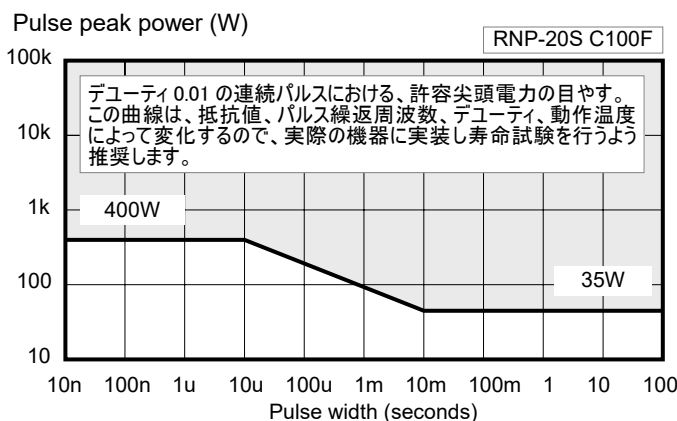 Pulse peak power (W)
RNP-20S C100F
100k
デューティ 0.01 の連続パルスにおける、許容尖頭電力の目やす。
この曲線は、抵抗値、パルス繰返周波数、デューティ、動作温度
によって変化するので、実際の機器に実装し寿命試験を行うよう
推奨します。
10k
1k
400W
100
35W
10
10n 100n 1u 10u 100u 1m 10m 100m 1 10 100
Pulse width (seconds)